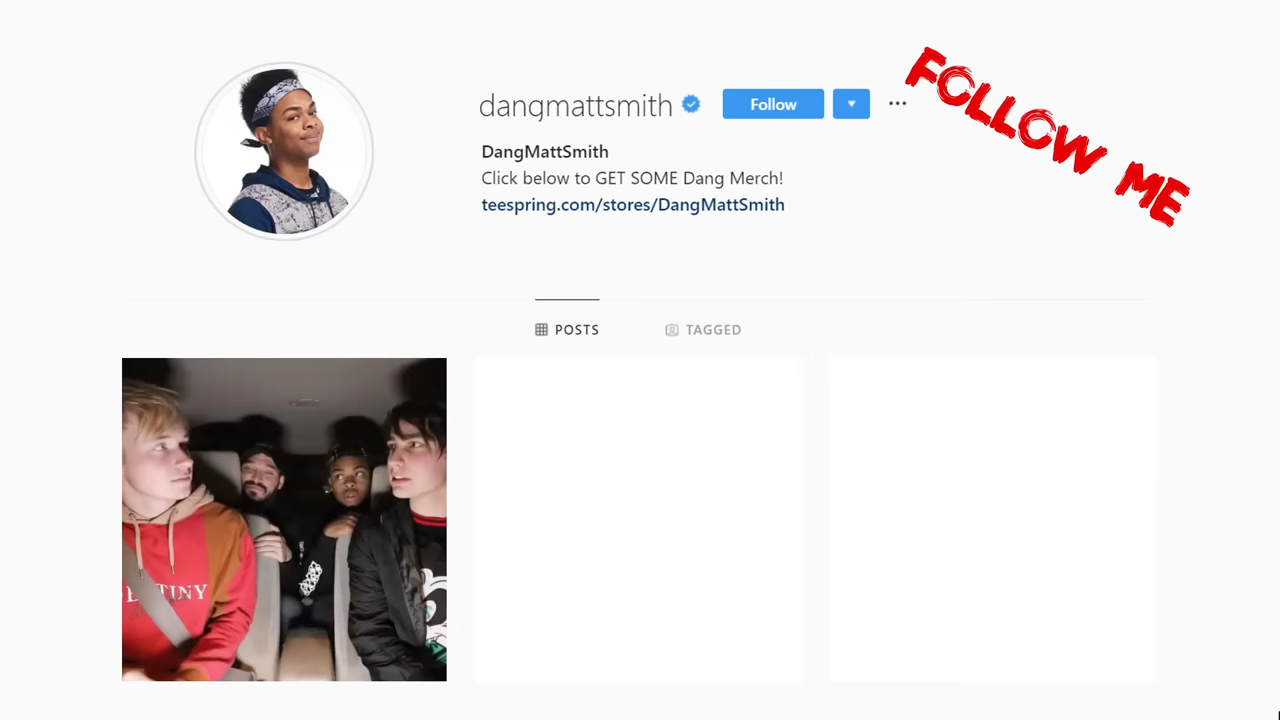 dangmattsmith
Follow
FOLLOW ME
DangMattSmith
Click below to GET SOME Dang Merch!
teespring.com/stores/DangMattSmith
POSTS
TAGGED